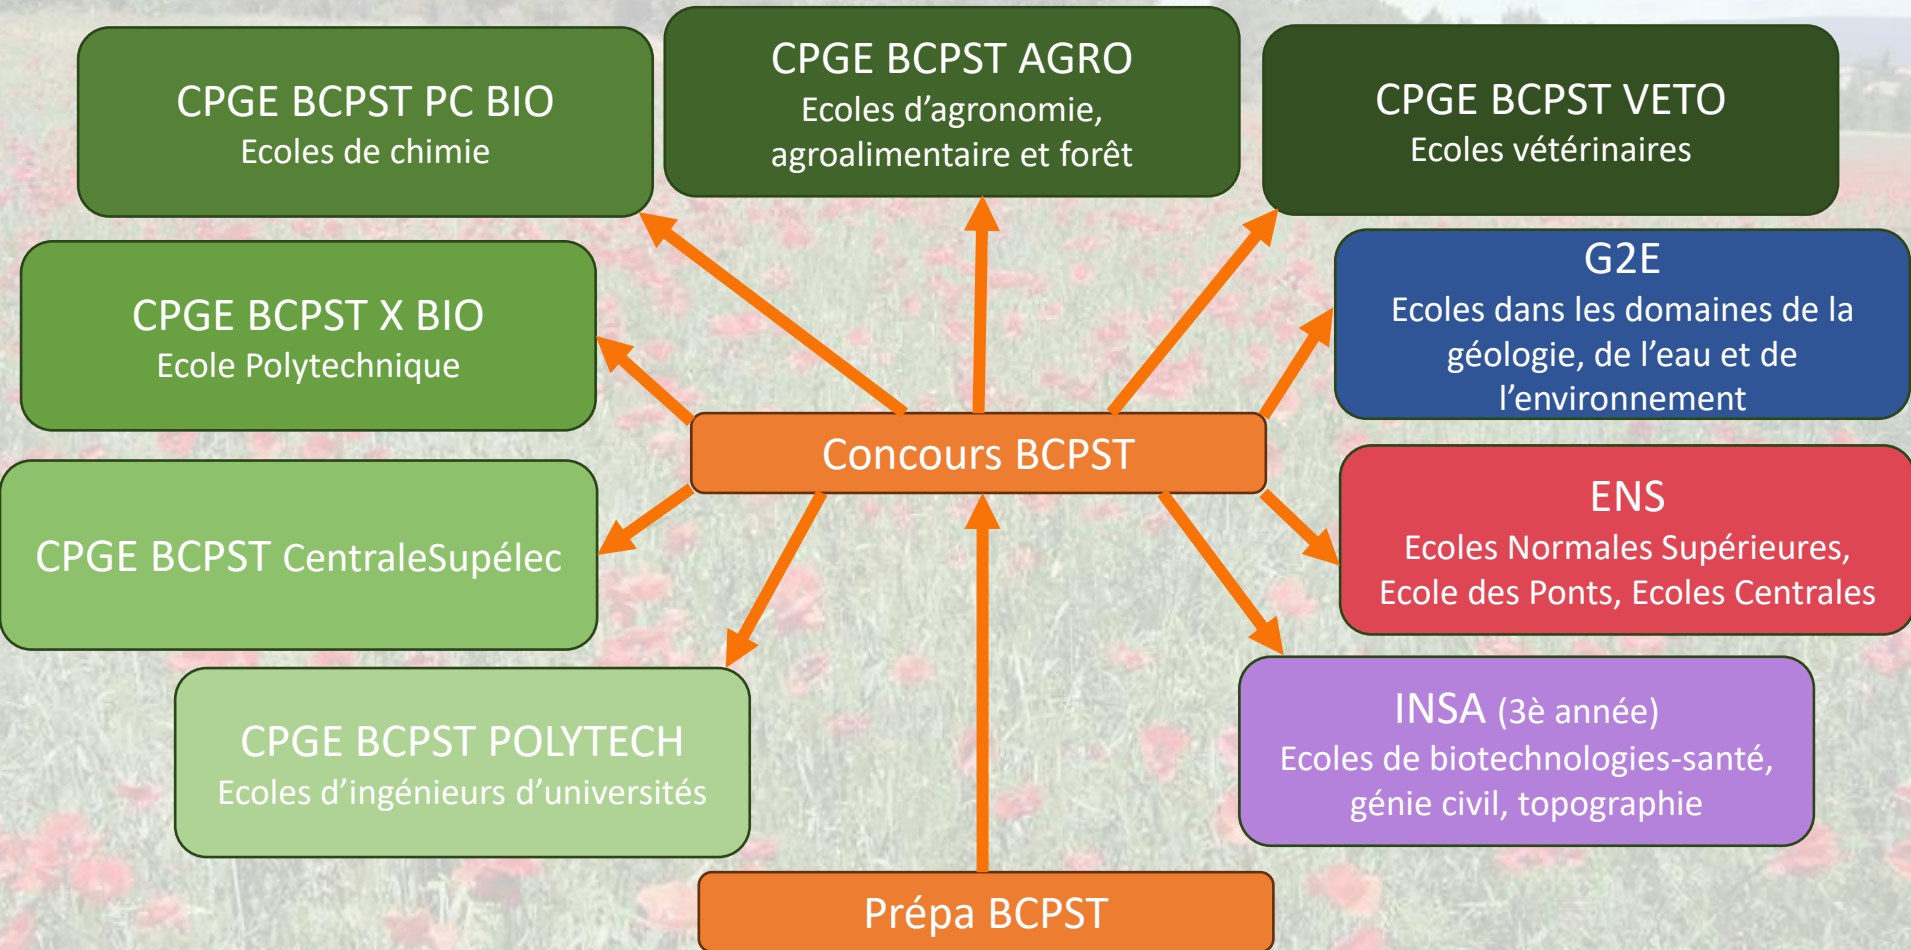 CPGE BCPST PC BIO
Ecoles de chimie
CPGE BCPST AGRO
Ecoles d’agronomie,
agroalimentaire et forêt
CPGE BCPST VETO
Ecoles vétérinaires
CPGE BCPST X BIO
Ecole Polytechnique
G2E
Ecoles dans les domaines de la
géologie, de l’eau et de
l’environnement
Concours BCPST
CPGE BCPST CentraleSupélec
ENS
Ecoles Normales Supérieures,
Ecole des Ponts, Ecoles Centrales
CPGE BCPST POLYTECH
Ecoles d’ingénieurs d’universités
INSA (3è année)
Ecoles de biotechnologies-santé,
génie civil, topographie
Prépa BCPST